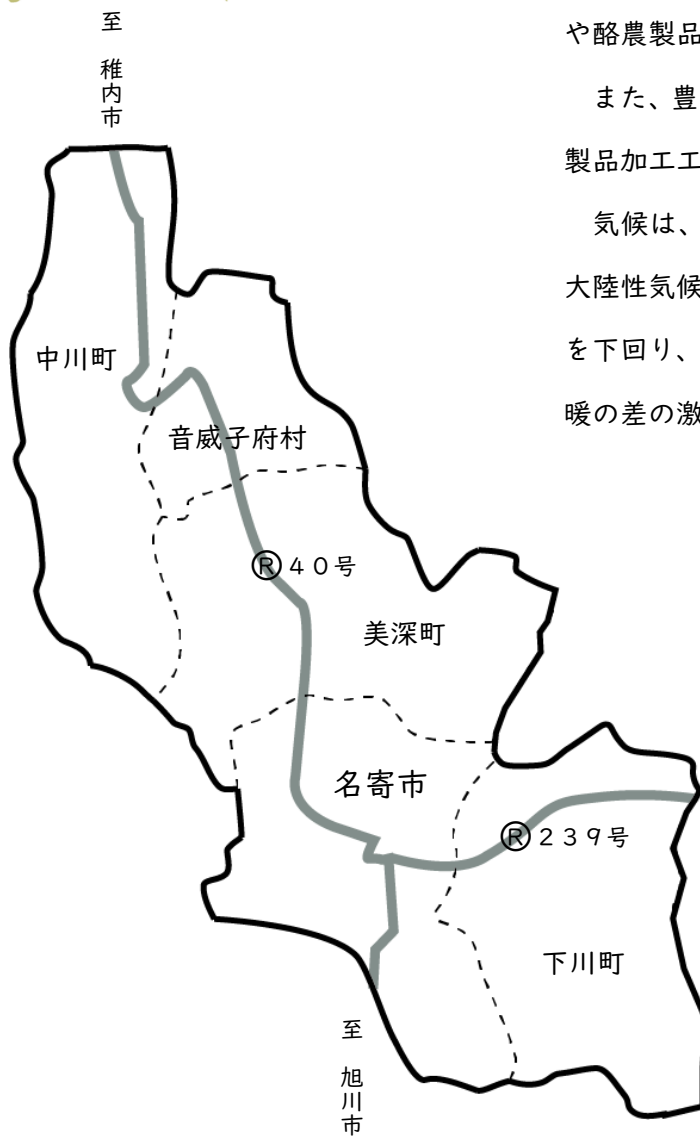 至 稚内市
や酪農製品
また、豊
製品加工工
気候は、
大陸性気候
を下回り、
暖の差の激
中川町
音威子府村
Ⓡ40号
美深町
名寄市
Ⓡ239号
下川町
至 旭川市